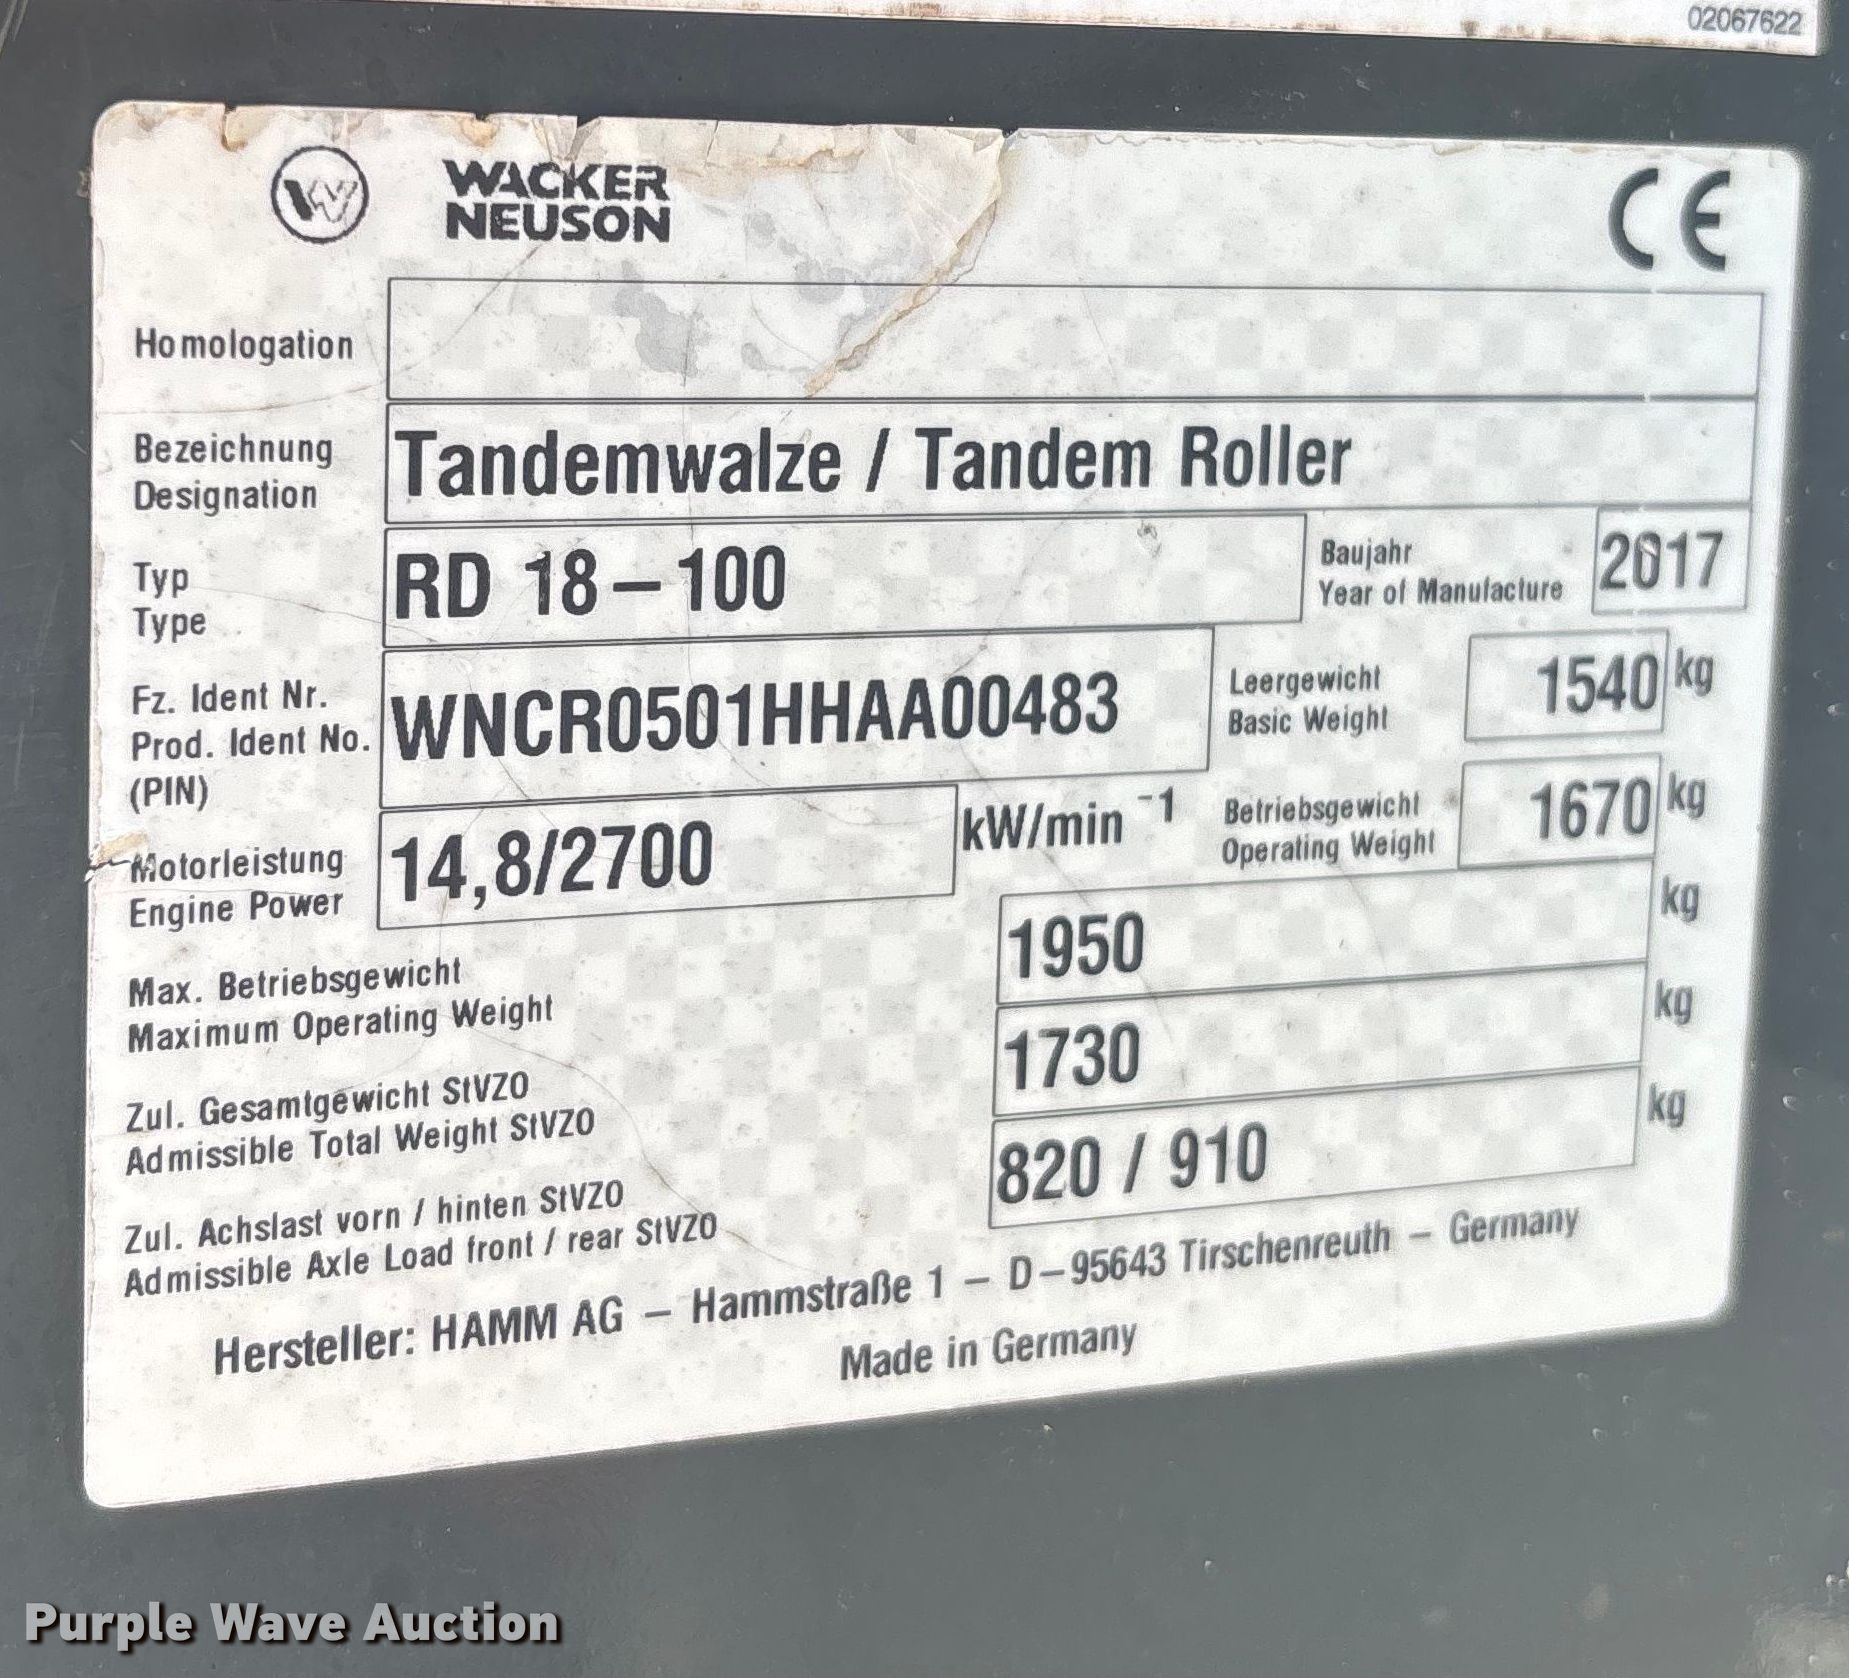 02067622
WACKER
NEUSON
CE
Homologation
Bezeichnung
Designation
Tandemwalze / Tandem Roller
Typ
Type
RD 18-100
Baujahr
Year of Manufacture
2017
Fz. Ident Nr.
Prod. Ident No.
(PIN)
WNCR0501HHAA00483
Leergewicht
Basic Weight
1540 kg
Motorleistung
Engine Power
14,8/2700 kW/min -1
Betriebsgewicht
Operating Weight
1670 kg
Max. Betriebsgewicht
Maximum Operating Weight
1950 kg
Zul. Gesamtgewicht StVZO
Admissible Total Weight StVZO
1730 kg
Zul. Achslast vorn / hinten StVZO
Admissible Axle Load front / rear StVZO
820 / 910 kg
Hersteller: HAMM AG - Hammstraße 1 - D-95643 Tirschenreuth - Germany
Made in Germany
Purple Wave Auction